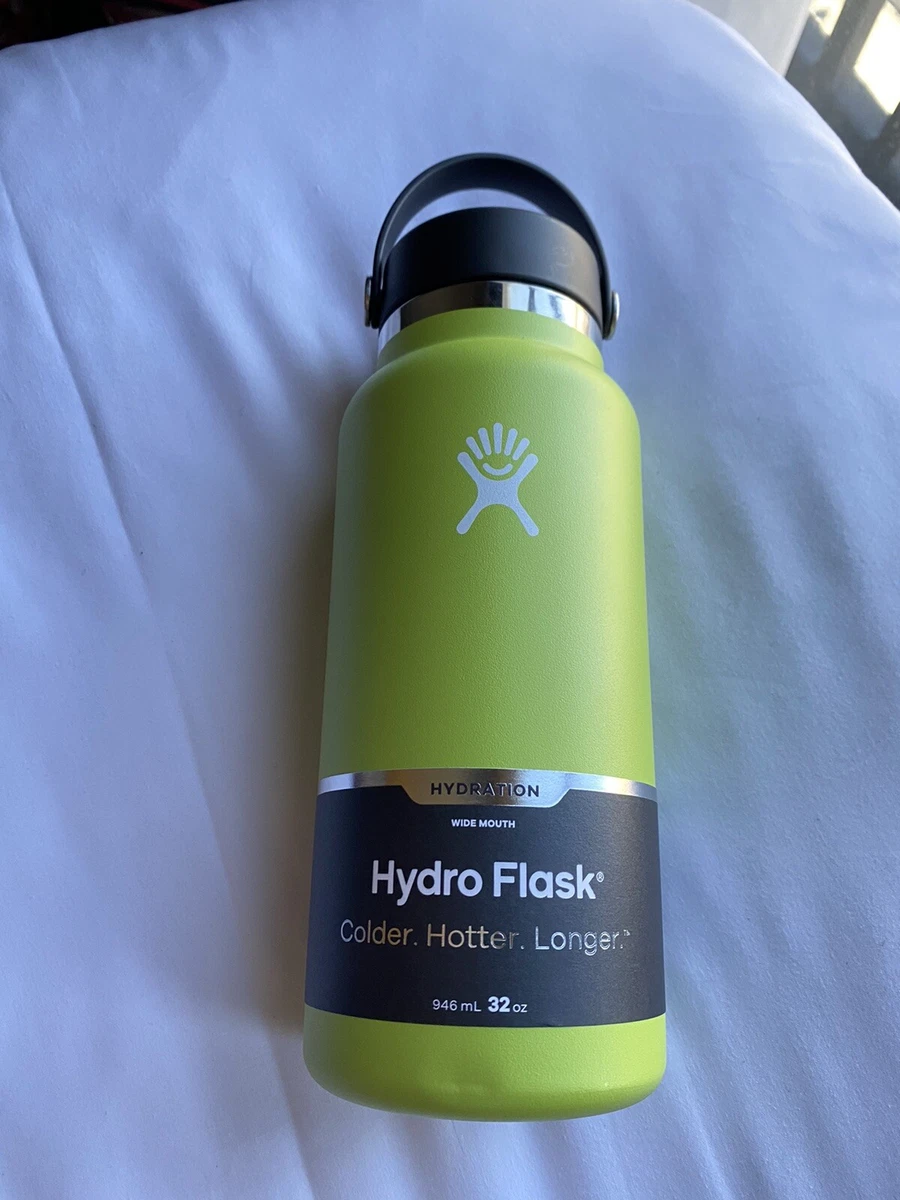 HYDRATION
WIDE MOUTH
Hydro Flask®
Colder. Hotter. Longer.™
946 mL 32 oz